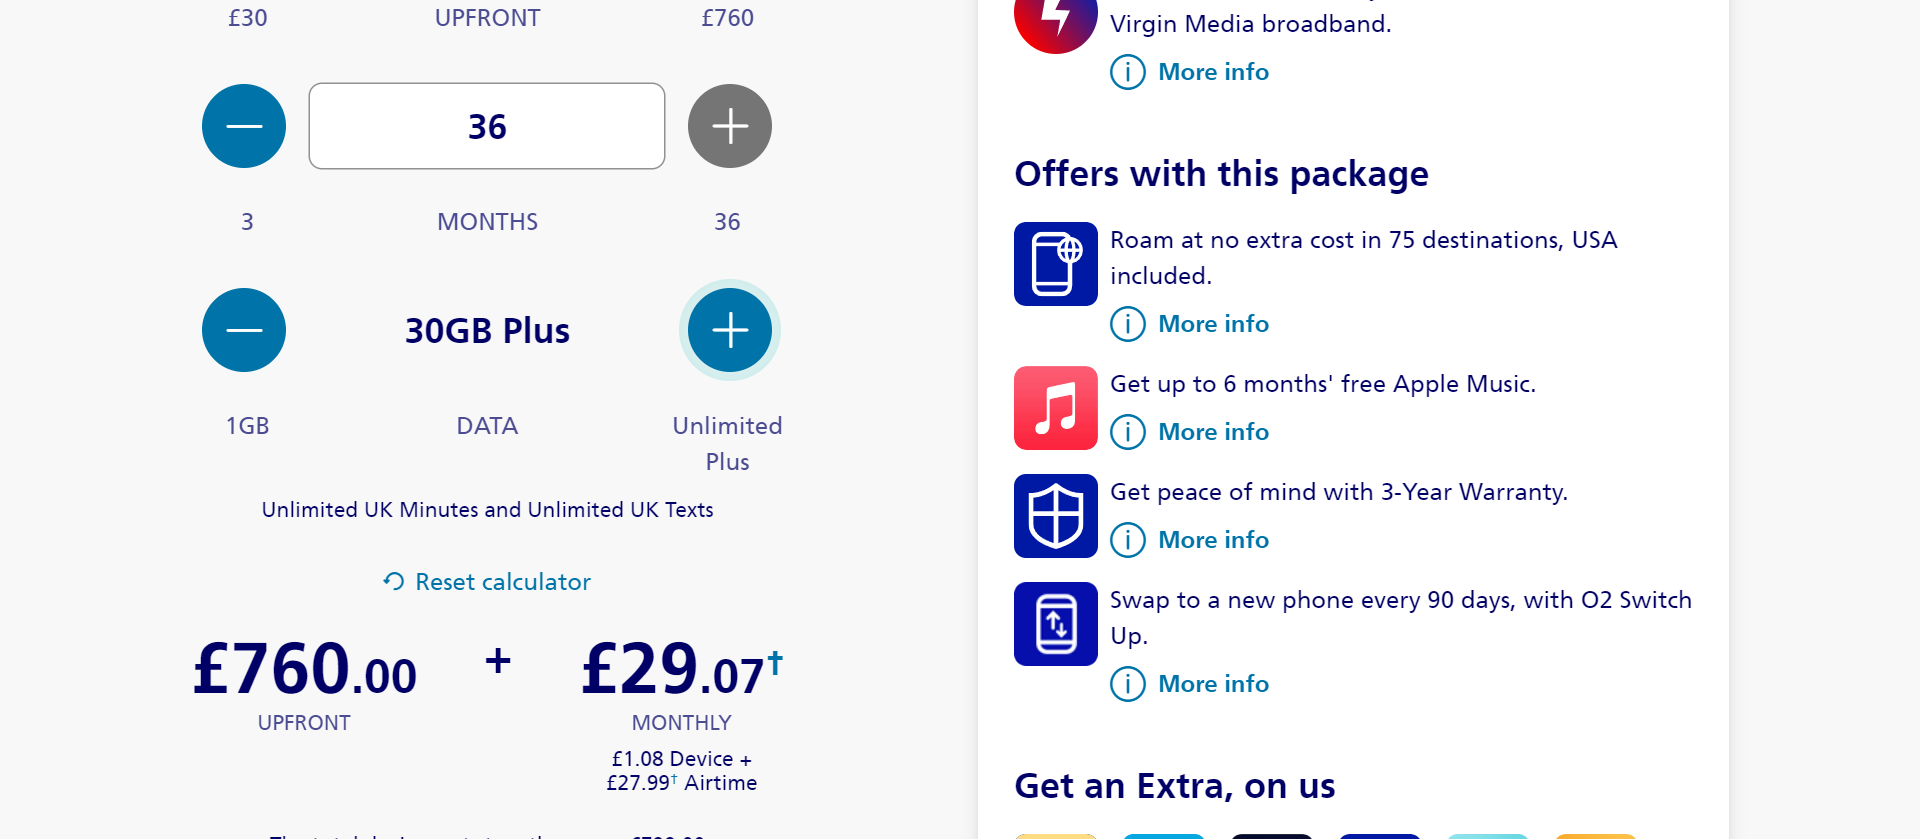 £30 UPFRONT £760
36
3 MONTHS 36
30GB Plus
1GB DATA Unlimited
Plus
Unlimited UK Minutes and Unlimited UK Texts
Reset calculator
£760.00 + £29.07†
UPFRONT MONTHLY
£1.08 Device +
£27.99† Airtime
Virgin Media broadband.
More info
Offers with this package
Roam at no extra cost in 75 destinations, USA
included.
More info
Get up to 6 months' free Apple Music.
More info
Get peace of mind with 3-Year Warranty.
More info
Swap to a new phone every 90 days, with O2 Switch
Up.
More info
Get an Extra, on us